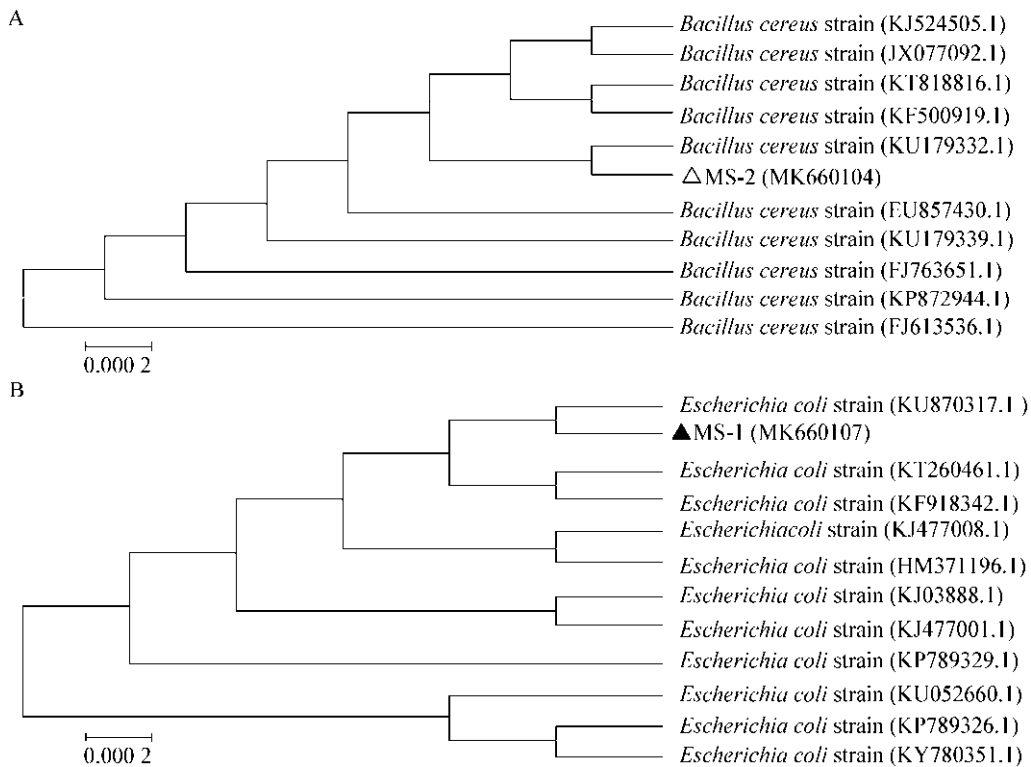 A
Bacillus cereus strain (KJ524505.1)
Bacillus cereus strain (JX077092.1)
Bacillus cereus strain (KT818816.1)
Bacillus cereus strain (KF500919.1)
Bacillus cereus strain (KU179332.1)
△MS-2 (MK660104)
Bacillus cereus strain (EU857430.1)
Bacillus cereus strain (KU179339.1)
Bacillus cereus strain (FJ763651.1)
Bacillus cereus strain (KP872944.1)
Bacillus cereus strain (FJ613536.1)
0.000 2
B
Escherichia coli strain (KU870317.1)
▲MS-1 (MK660107)
Escherichia coli strain (KT260461.1)
Escherichia coli strain (KF918342.1)
Escherichiacoli strain (KJ477008.1)
Escherichia coli strain (HM371196.1)
Escherichia coli strain (KJ03888.1)
Escherichia coli strain (KJ477001.1)
Escherichia coli strain (KP789329.1)
Escherichia coli strain (KU052660.1)
Escherichia coli strain (KP789326.1)
Escherichia coli strain (KY780351.1)
0.000 2